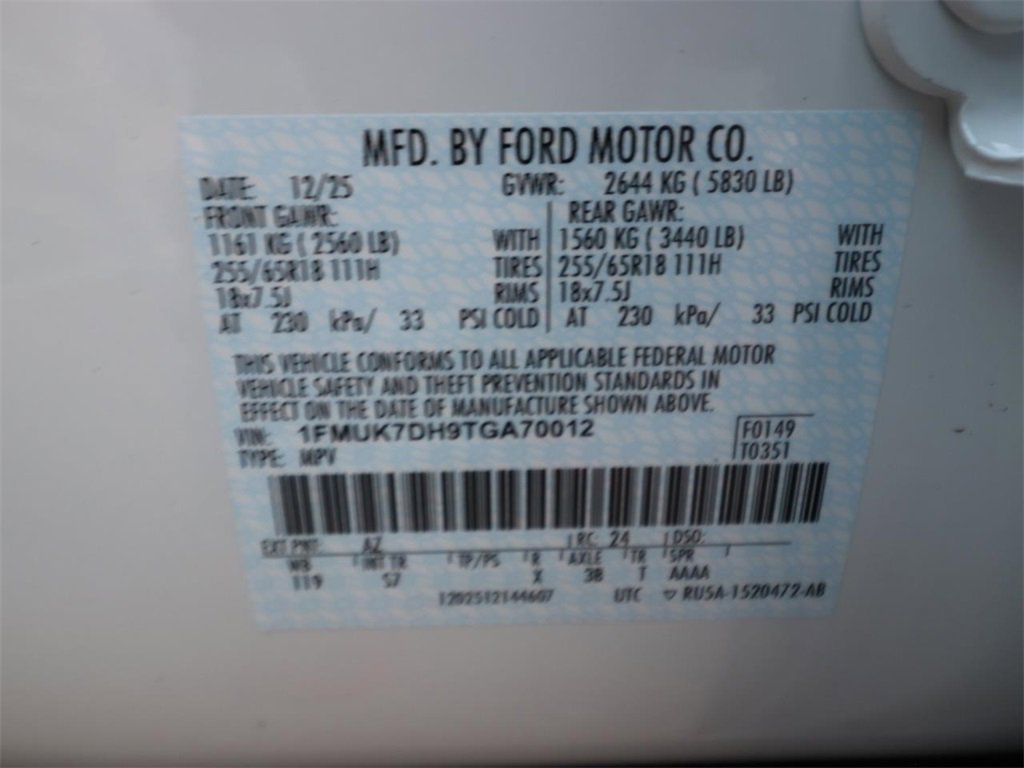 MFD. BY FORD MOTOR CO.
DATE: 12/25 GVWR: 2644 KG ( 5830 LB)
FRONT GAWR: REAR GAWR:
1161 KG ( 2560 LB) WITH 1560 KG ( 3440 LB) WITH
255/65R18 111H TIRES 255/65R18 111H TIRES
18x7.5J RIMS 18x7.5J RIMS
AT 230 kPa/ 33 PSI COLD AT 230 kPa/ 33 PSI COLD
THIS VEHICLE CONFORMS TO ALL APPLICABLE FEDERAL MOTOR
VEHICLE SAFETY AND THEFT PREVENTION STANDARDS IN
EFFECT ON THE DATE OF MANUFACTURE SHOWN ABOVE.
VIN: 1FMUK7DH9TGA70012 F0149
TYPE: MPV T0351
EXT PNT: AZ RC: 24 DSO:
WB INT TR TP/PS R AXLE TR SPR
119 S7 X 3B T AAAA
1202512144607 UTC RU5A-1520472-AB